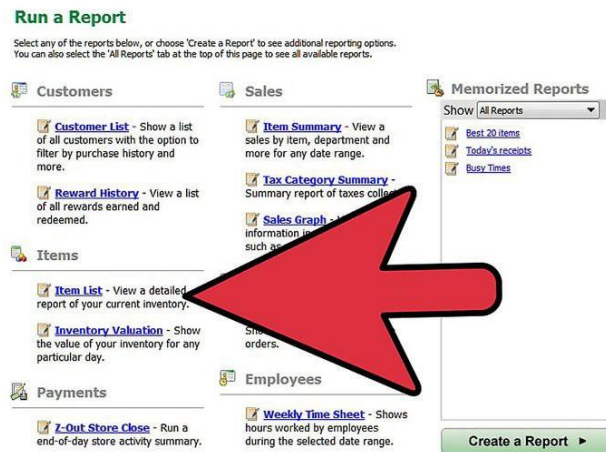 Run a Report
Select any of the reports below, or choose 'Create a Report' to see additional reporting options.
You can also select the 'All Reports' tab at the top of this page to see all available reports.
Customers
Customer List - Show a list
of all customers with the option to
filter by purchase history and
more.
Reward History - View a list
of all rewards earned and
redeemed.
Items
Item List - View a detailed
report of your current inventory.
Inventory Valuation - Show
the value of your inventory for any
particular day.
Payments
Z-Out Store Close - Run a
end-of-day store activity summary.
Sales
Item Summary - View a
sales by item, department and
more for any date range.
Tax Category Summary -
Summary report of taxes
Sales Graph -
information
such as
orders.
Employees
Weekly Time Sheet - Shows
hours worked by employees
during the selected date range.
Memorized Reports
Show All Reports
Best 20 items
Today's receipts
Busy Times
Create a Report